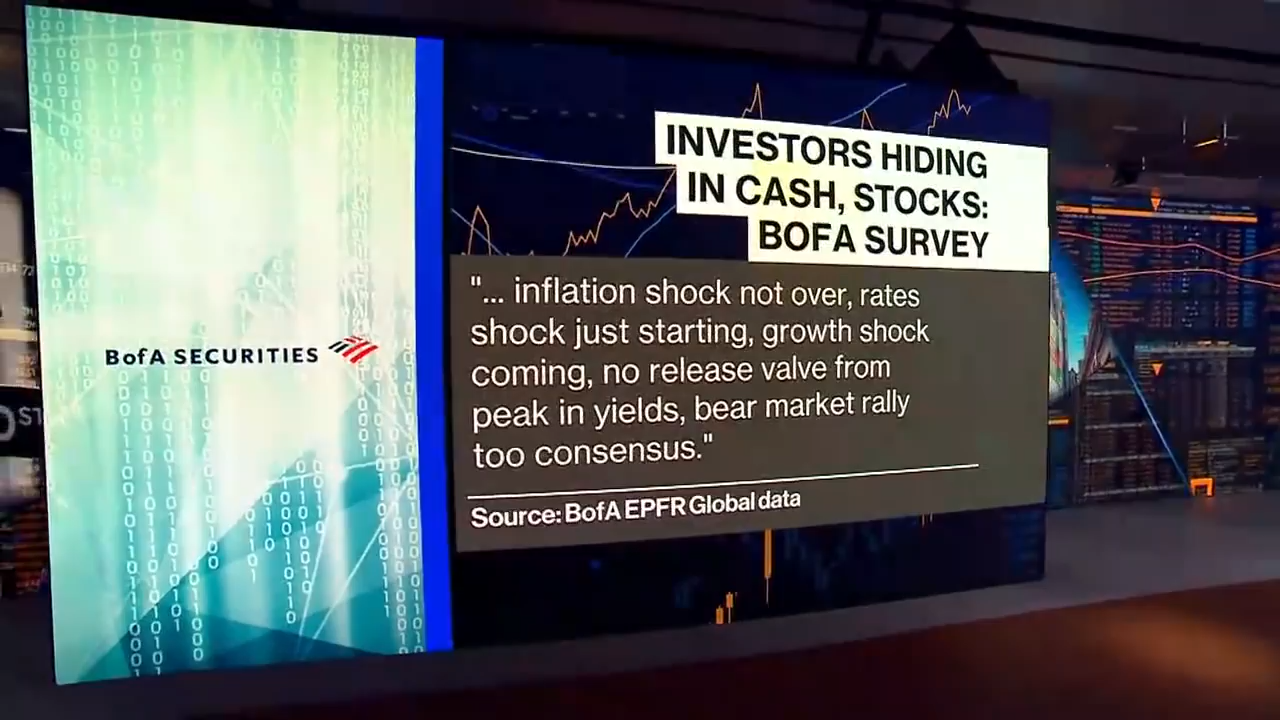 BofA SECURITIES
INVESTORS HIDING
IN CASH, STOCKS:
BOFA SURVEY
"... inflation shock not over, rates
shock just starting, growth shock
coming, no release valve from
peak in yields, bear market rally
too consensus."
Source: BofA EPFR Global data